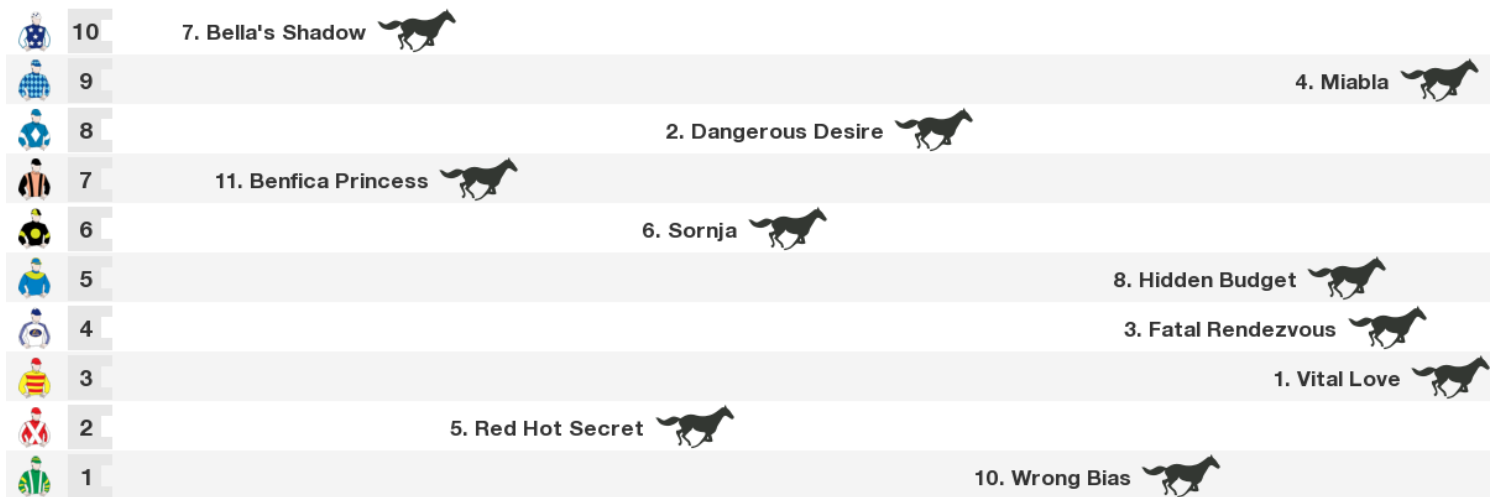 10 7. Bella's Shadow
9 4. Miabla
8 2. Dangerous Desire
7 11. Benfica Princess
6 6. Sornja
5 8. Hidden Budget
4 3. Fatal Rendezvous
3 1. Vital Love
2 5. Red Hot Secret
1 10. Wrong Bias